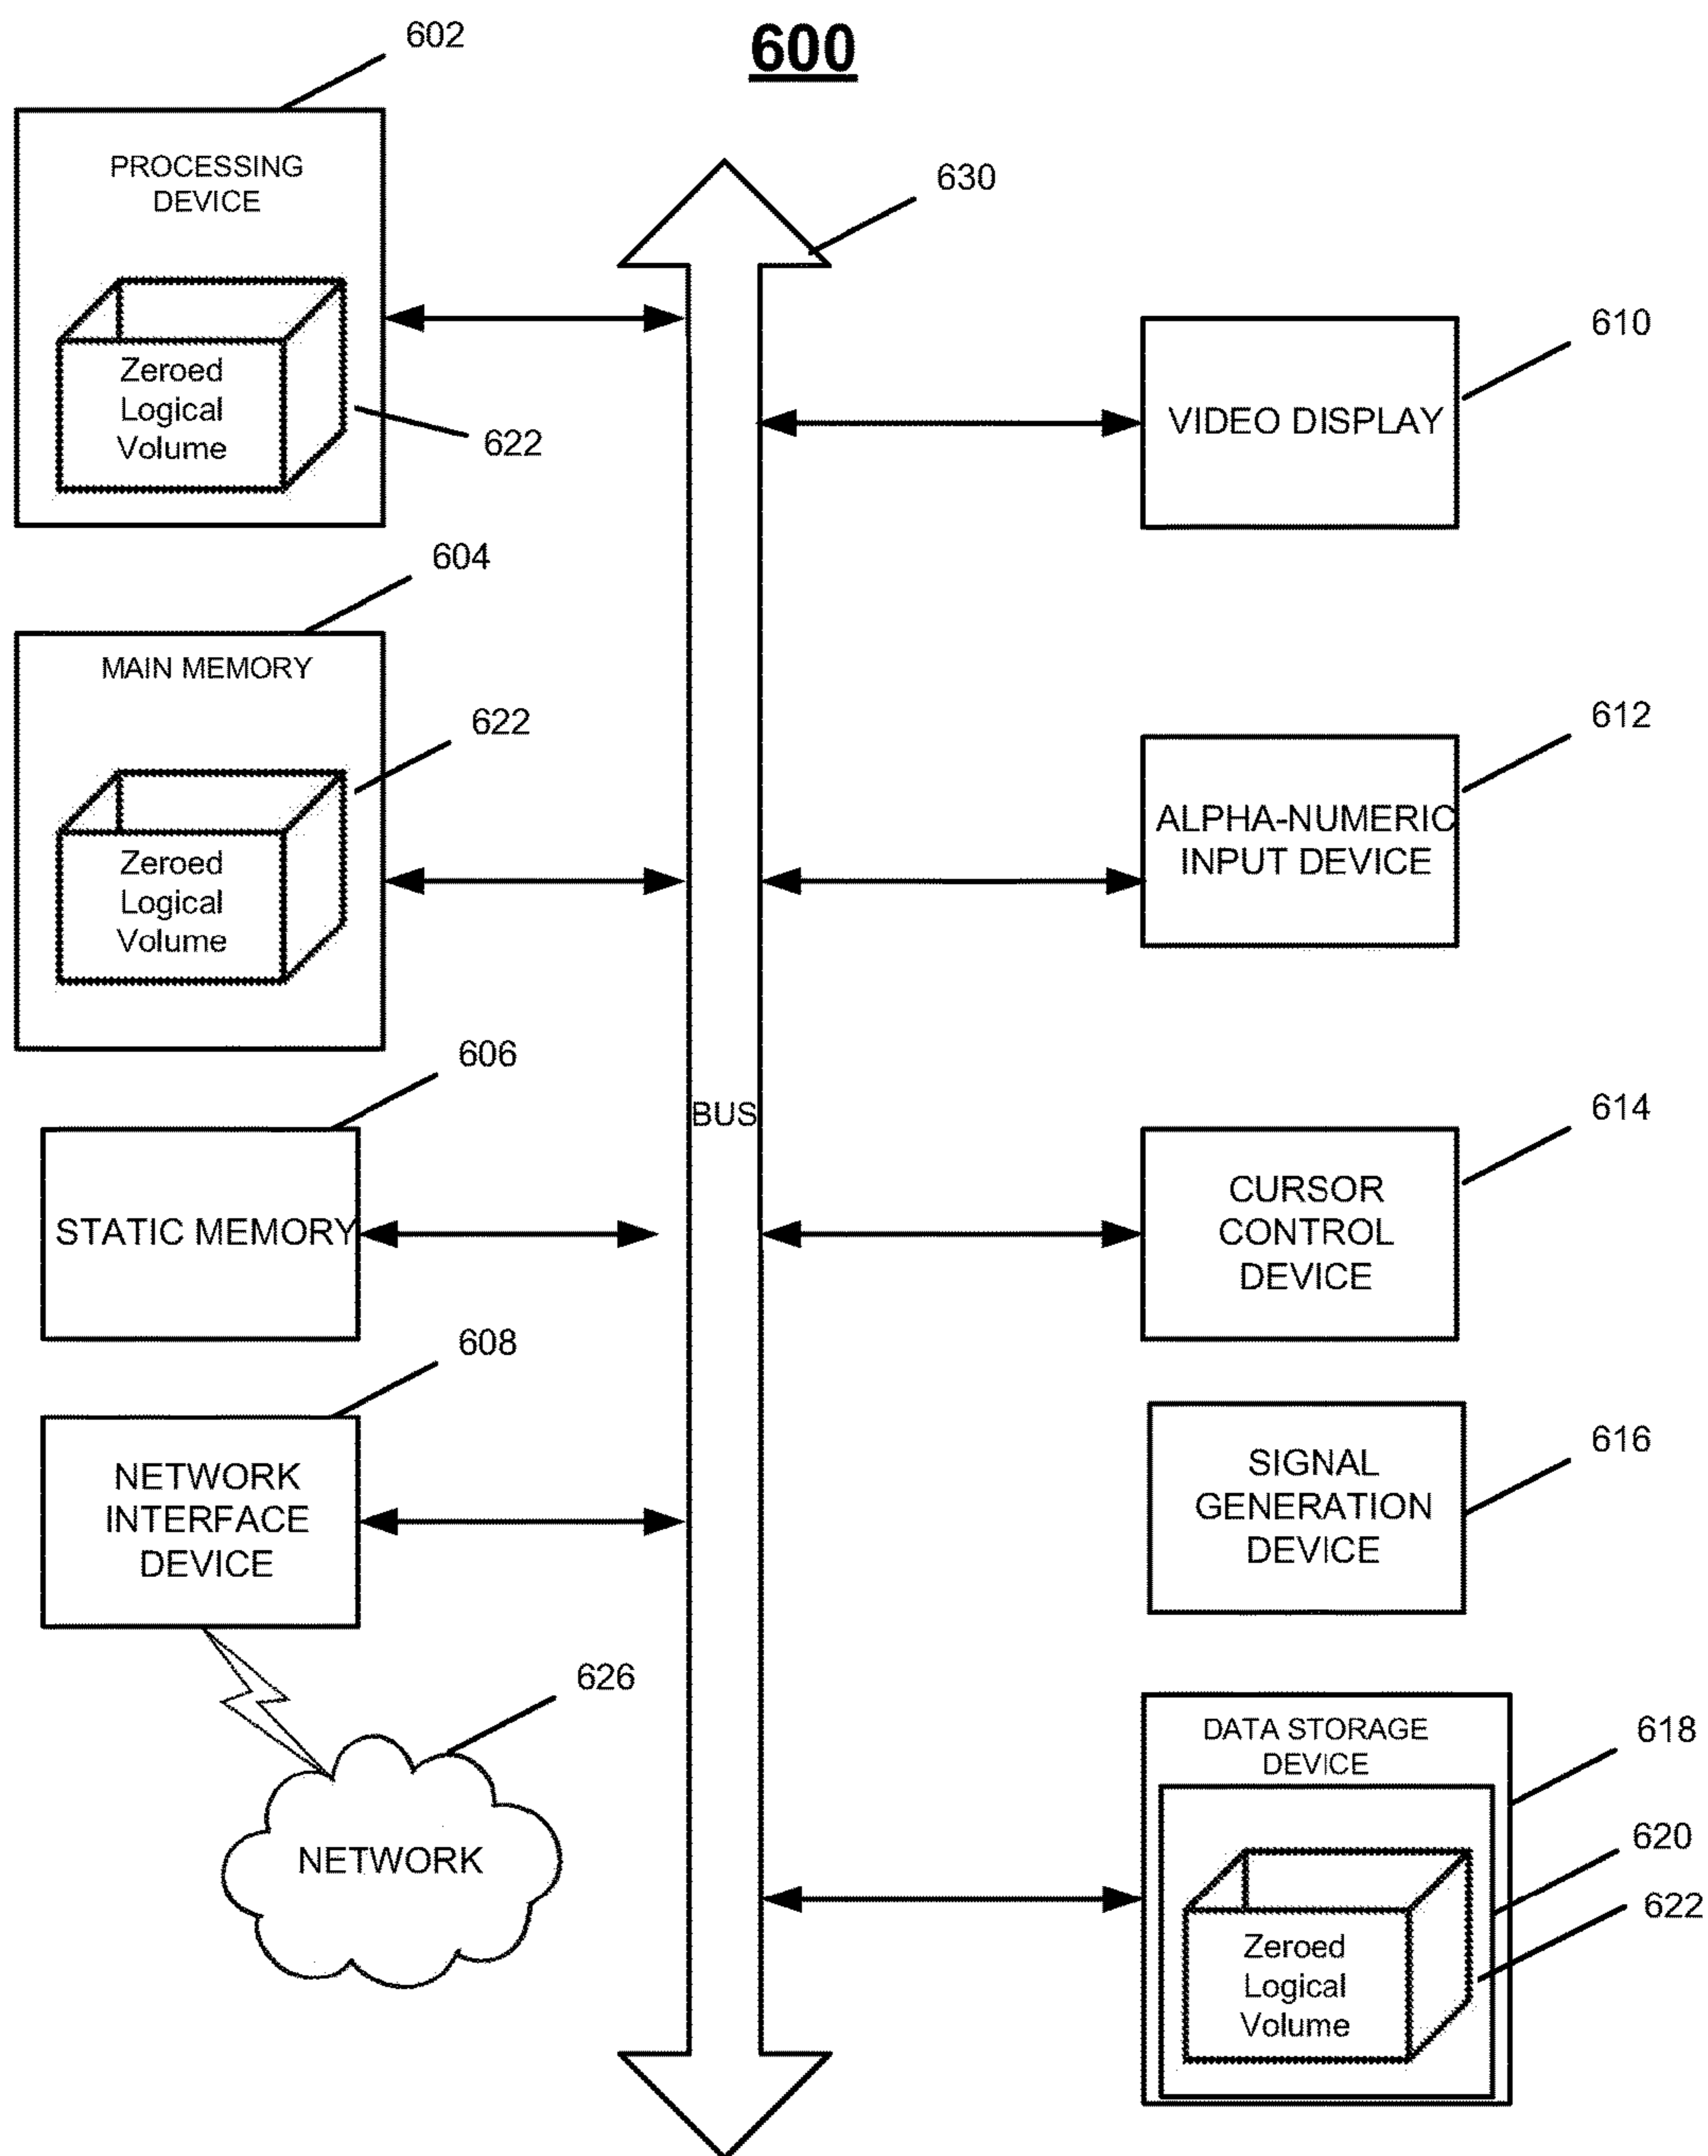 600
602
PROCESSING
DEVICE
Zeroed
Logical
Volume
622
630
610
VIDEO DISPLAY
604
MAIN MEMORY
622
Zeroed
Logical
Volume
612
ALPHA-NUMERIC
INPUT DEVICE
606
STATIC MEMORY
BUS
614
CURSOR
CONTROL
DEVICE
608
NETWORK
INTERFACE
DEVICE
616
SIGNAL
GENERATION
DEVICE
626
NETWORK
618
DATA STORAGE
DEVICE
620
622
Zeroed
Logical
Volume